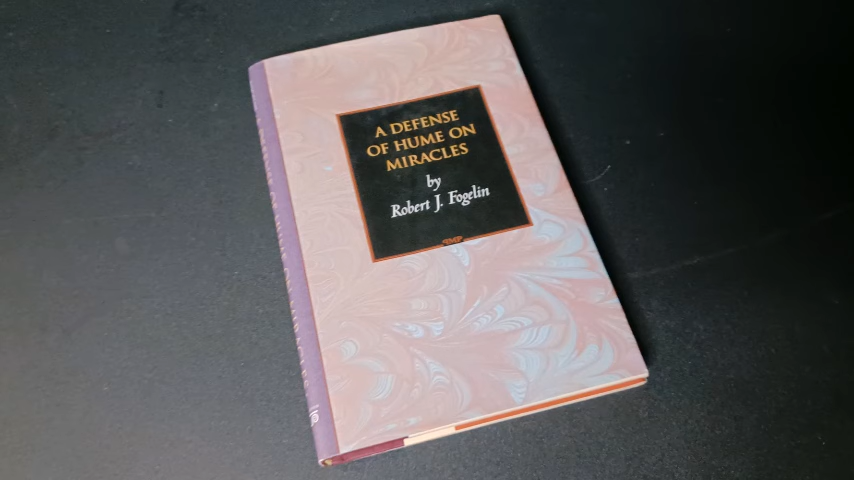 A DEFENSE
OF HUME ON
MIRACLES
by
Robert J. Fogelin